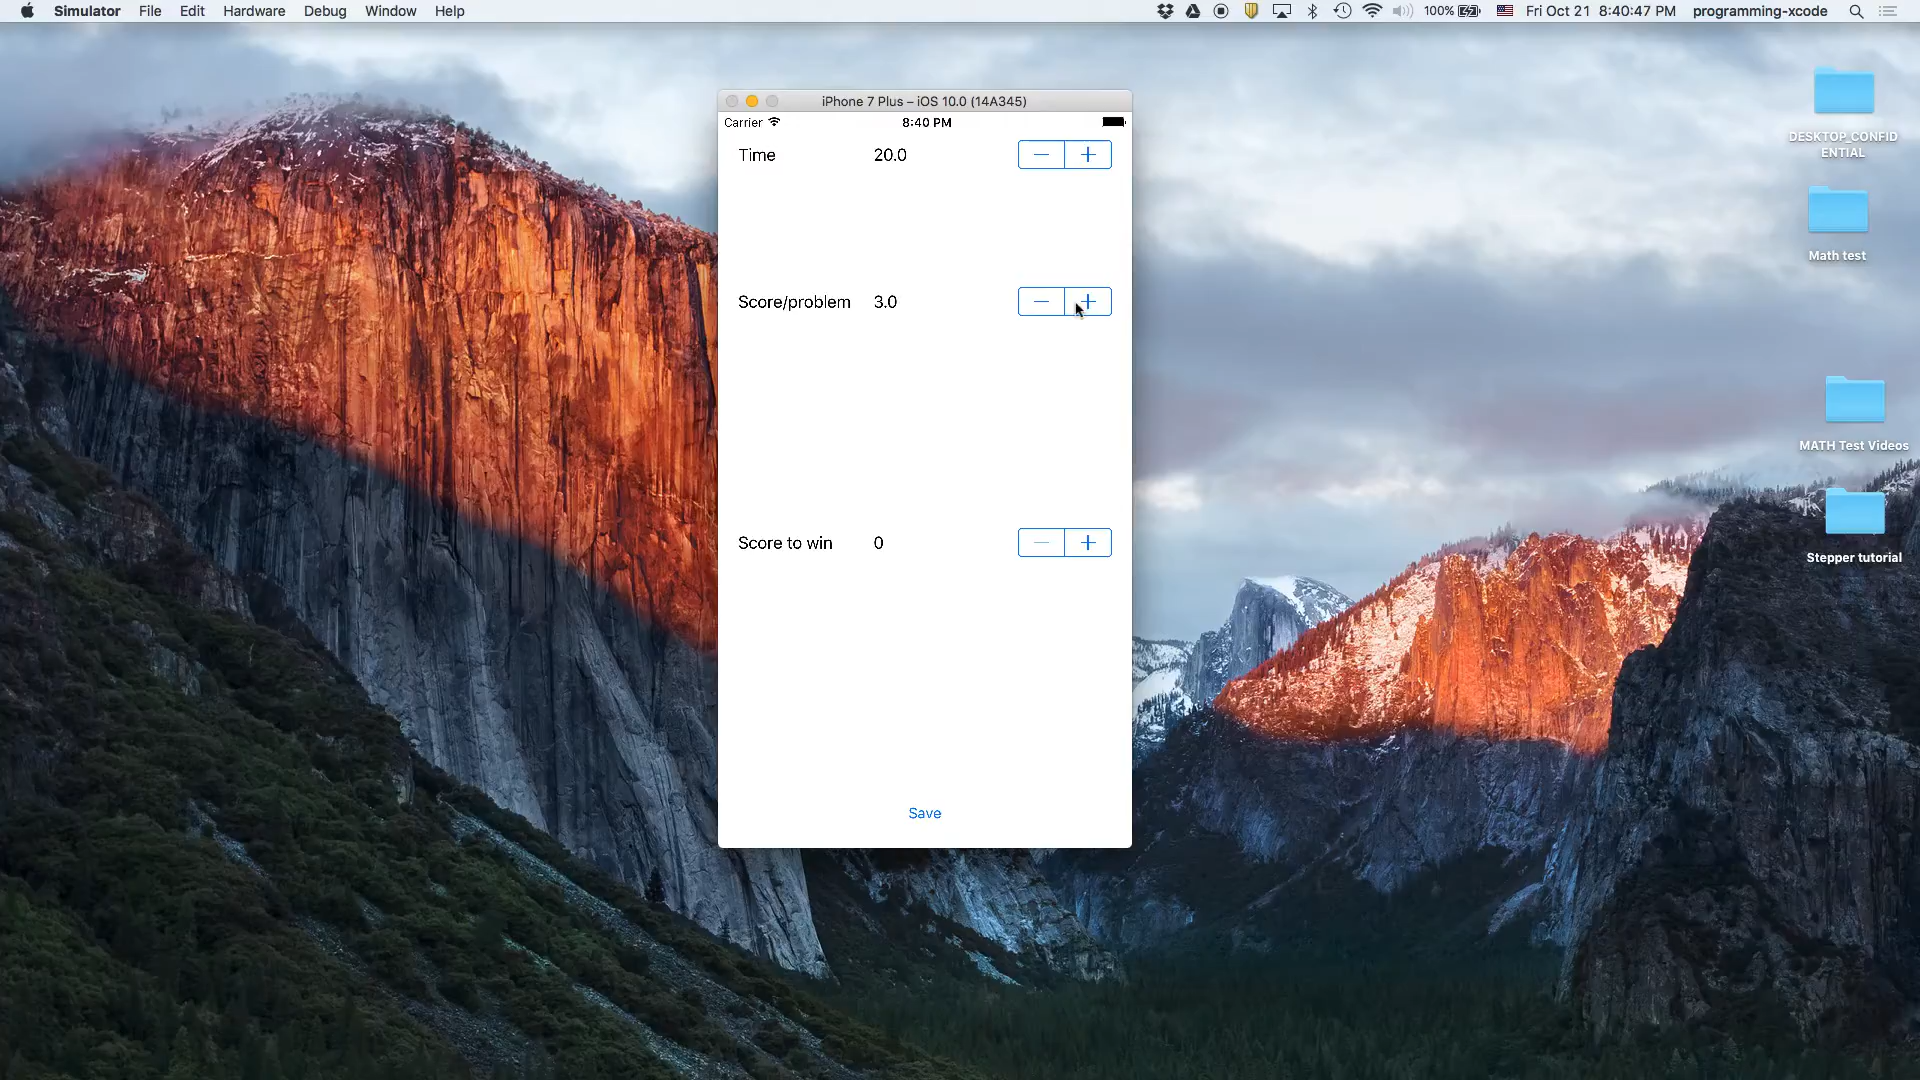 Simulator File Edit Hardware Debug Window Help 100% Fri Oct 21 8:40:47 PM programming-xcode
iPhone 7 Plus – iOS 10.0 (14A345)
Carrier 8:40 PM
Time 20.0
Score/problem 3.0
Score to win 0
Save
DESKTOP_CONFID
ENTIAL
Math test
MATH Test Videos
Stepper tutorial